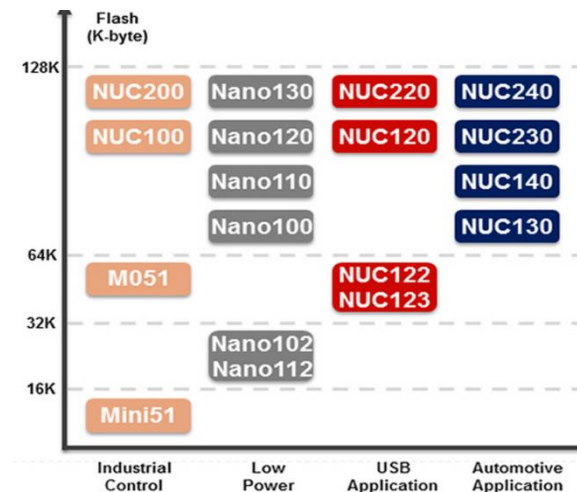 Flash
(K-byte)
128K
NUC200 Nano130 NUC220 NUC240
NUC100 Nano120 NUC120 NUC230
Nano110 NUC140
Nano100 NUC130
64K
M051 NUC122
NUC123
32K
Nano102
Nano112
16K
Mini51
Industrial Low USB Automotive
Control Power Application Application